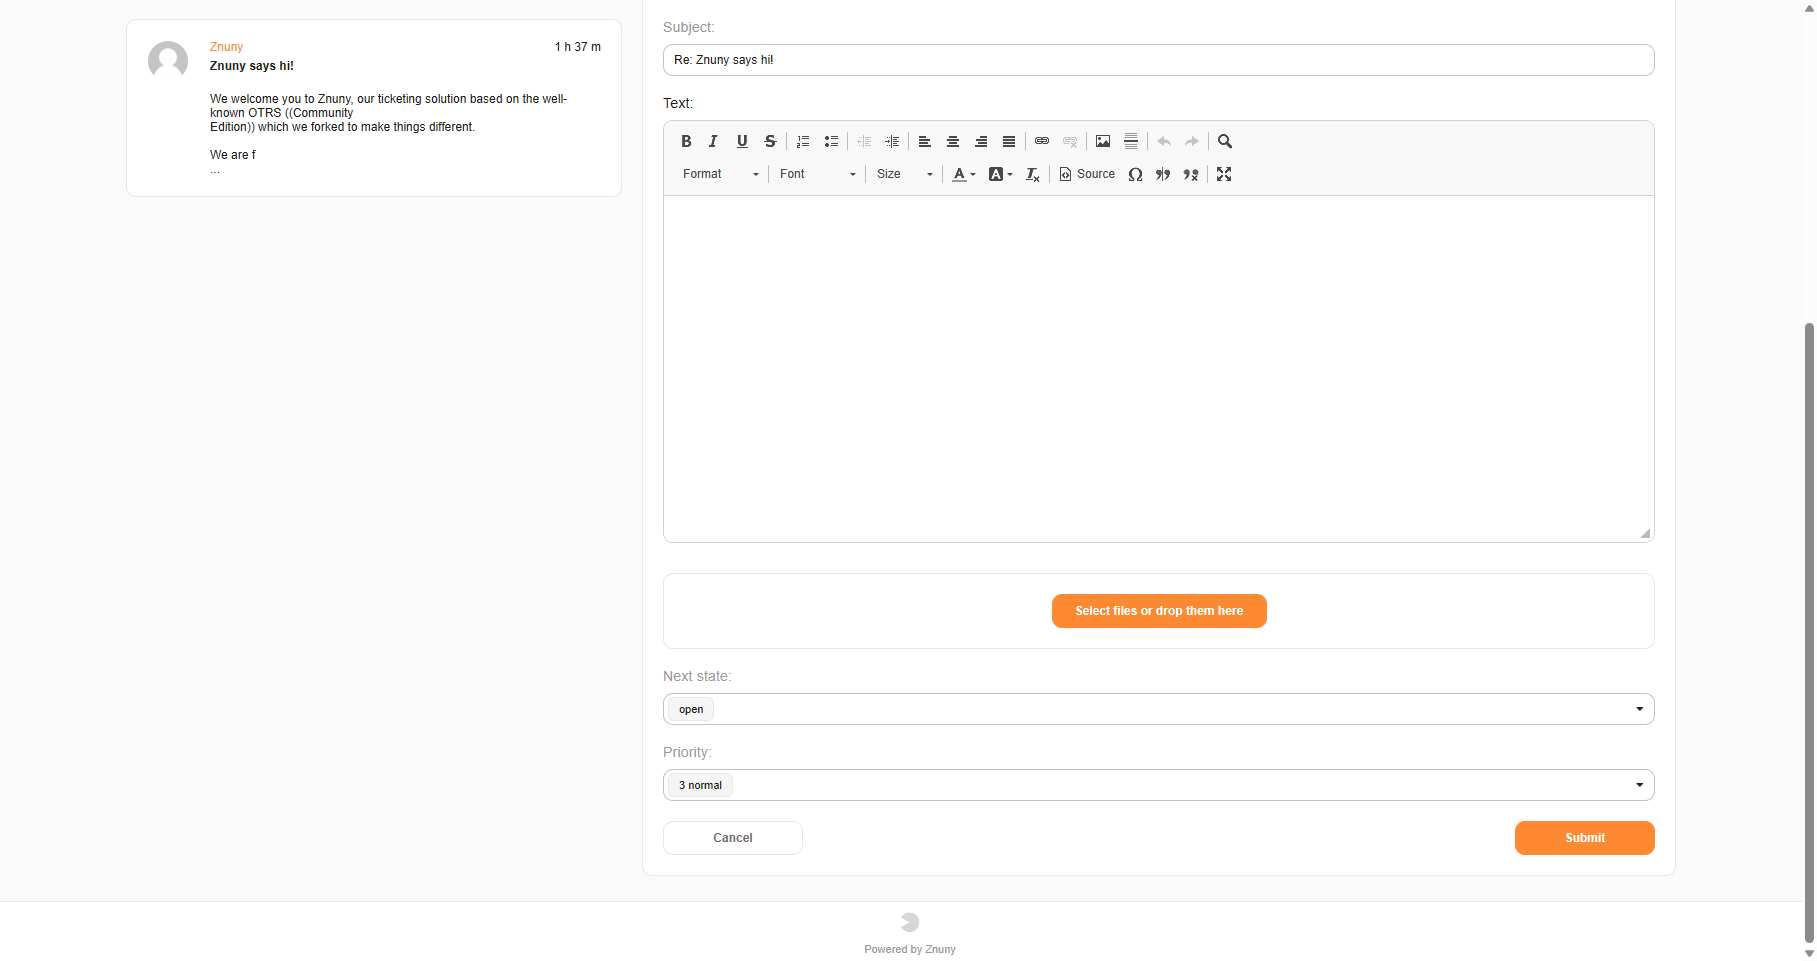 Znuny
1 h 37 m
Znuny says hi!
We welcome you to Znuny, our ticketing solution based on the well-
known OTRS ((Community
Edition)) which we forked to make things different.
We are f
...
Subject:
Re: Znuny says hi!
Text:
Format
Font
Size
Source
Select files or drop them here
Next state:
open
Priority:
3 normal
Cancel
Submit
Powered by Znuny